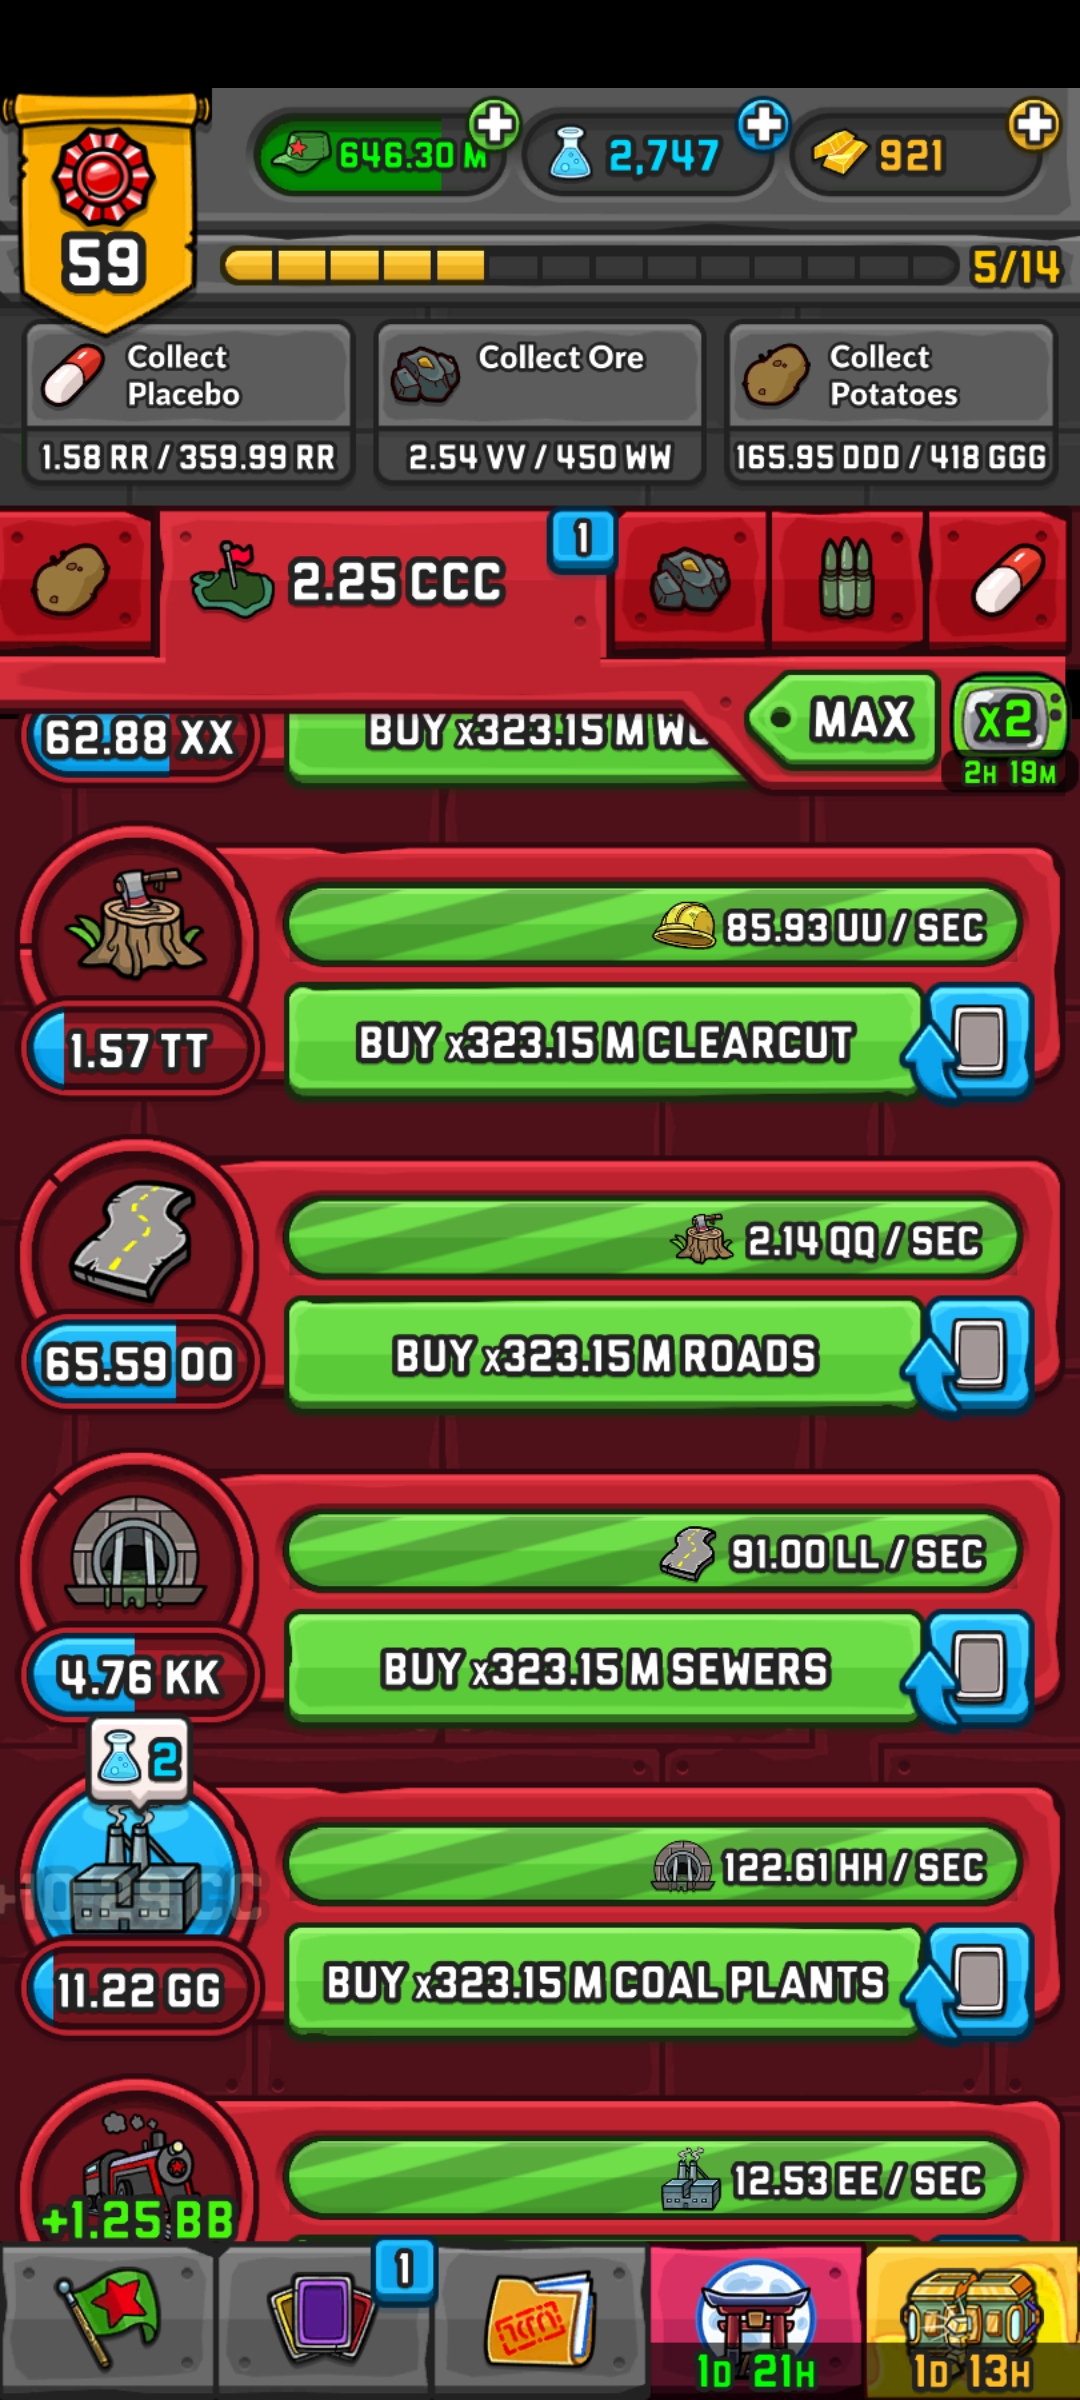 59
646.30 M
2,747
921
5/14
Collect
Placebo
1.58 RR / 359.99 RR
Collect Ore
2.54 VV / 450 WW
Collect
Potatoes
165.95 DDD / 418 GGG
2.25 CCC
1
MAX
x2
2H 19M
62.88 XX
BUY x323.15 M
85.93 UU / SEC
1.57 TT
BUY x323.15 M CLEARCUT
2.14 QQ / SEC
65.59 OO
BUY x323.15 M ROADS
91.00 LL / SEC
4.76 KK
BUY x323.15 M SEWERS
2
122.61 HH / SEC
11.22 GG
BUY x323.15 M COAL PLANTS
12.53 EE / SEC
+1.25 BB
1
1D 21H
1D 13H